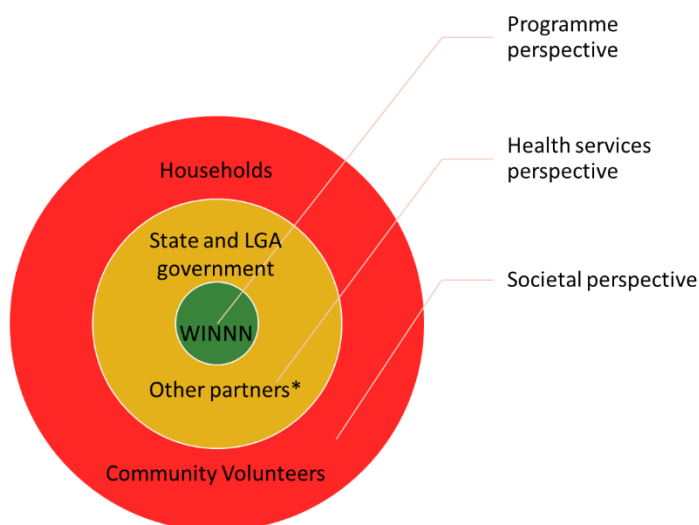 Programme
perspective
Health services
perspective
Households
State and LGA
government
Societal perspective
WINNN
Other partners*
Community Volunteers